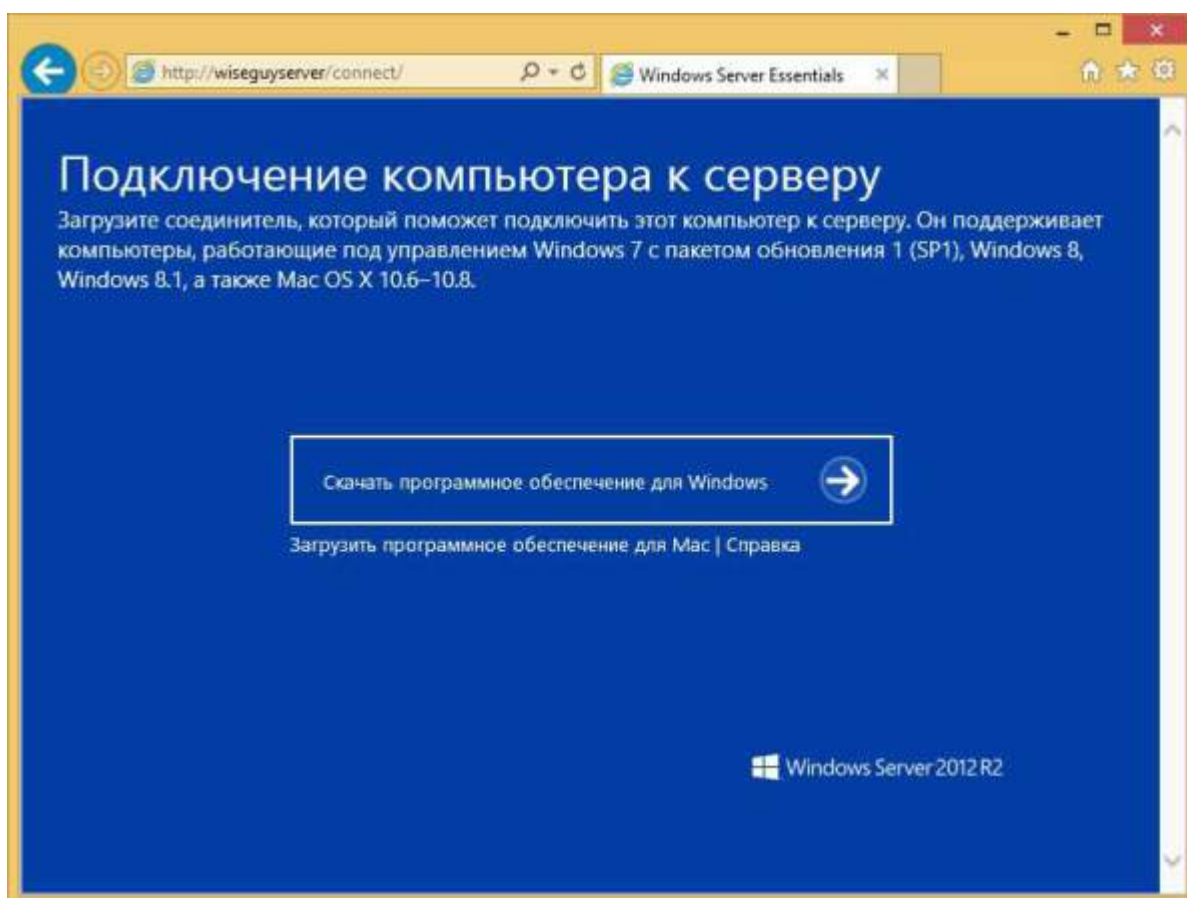 http://wiseguyserver/connect/
Windows Server Essentials
Подключение компьютера к серверу
Загрузите соединитель, который поможет подключить этот компьютер к серверу. Он поддерживает
компьютеры, работающие под управлением Windows 7 с пакетом обновления 1 (SP1), Windows 8,
Windows 8.1, а также Mac OS X 10.6–10.8.
Скачать программное обеспечение для Windows
Загрузить программное обеспечение для Mac | Справка
Windows Server 2012 R2